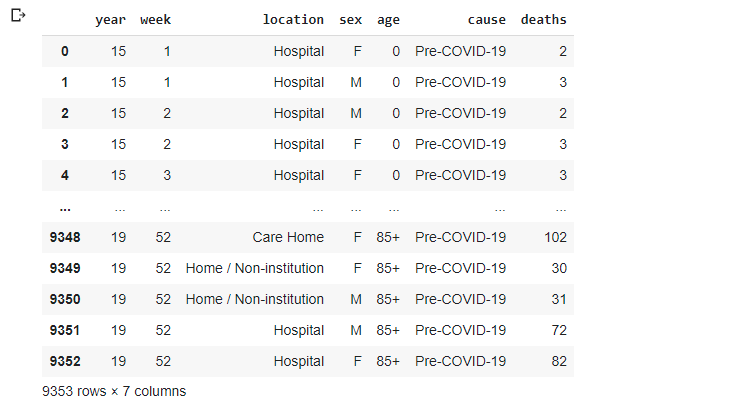 year week location sex age cause deaths
0 15 1 Hospital F 0 Pre-COVID-19 2
1 15 1 Hospital M 0 Pre-COVID-19 3
2 15 2 Hospital M 0 Pre-COVID-19 2
3 15 2 Hospital F 0 Pre-COVID-19 3
4 15 3 Hospital F 0 Pre-COVID-19 3
... ... ... ... ... ... ... ...
9348 19 52 Care Home F 85+ Pre-COVID-19 102
9349 19 52 Home / Non-institution F 85+ Pre-COVID-19 30
9350 19 52 Home / Non-institution M 85+ Pre-COVID-19 31
9351 19 52 Hospital M 85+ Pre-COVID-19 72
9352 19 52 Hospital F 85+ Pre-COVID-19 82
9353 rows × 7 columns